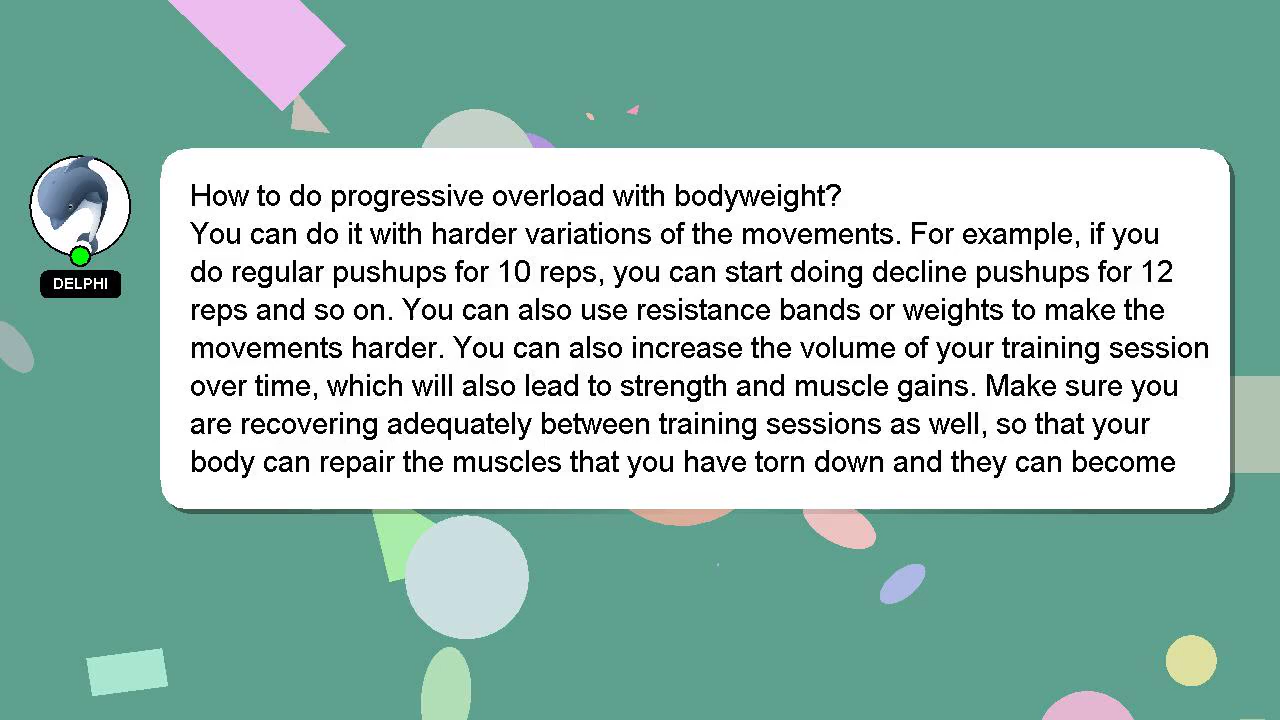 DELPHI
How to do progressive overload with bodyweight?
You can do it with harder variations of the movements. For example, if you
do regular pushups for 10 reps, you can start doing decline pushups for 12
reps and so on. You can also use resistance bands or weights to make the
movements harder. You can also increase the volume of your training session
over time, which will also lead to strength and muscle gains. Make sure you
are recovering adequately between training sessions as well, so that your
body can repair the muscles that you have torn down and they can become